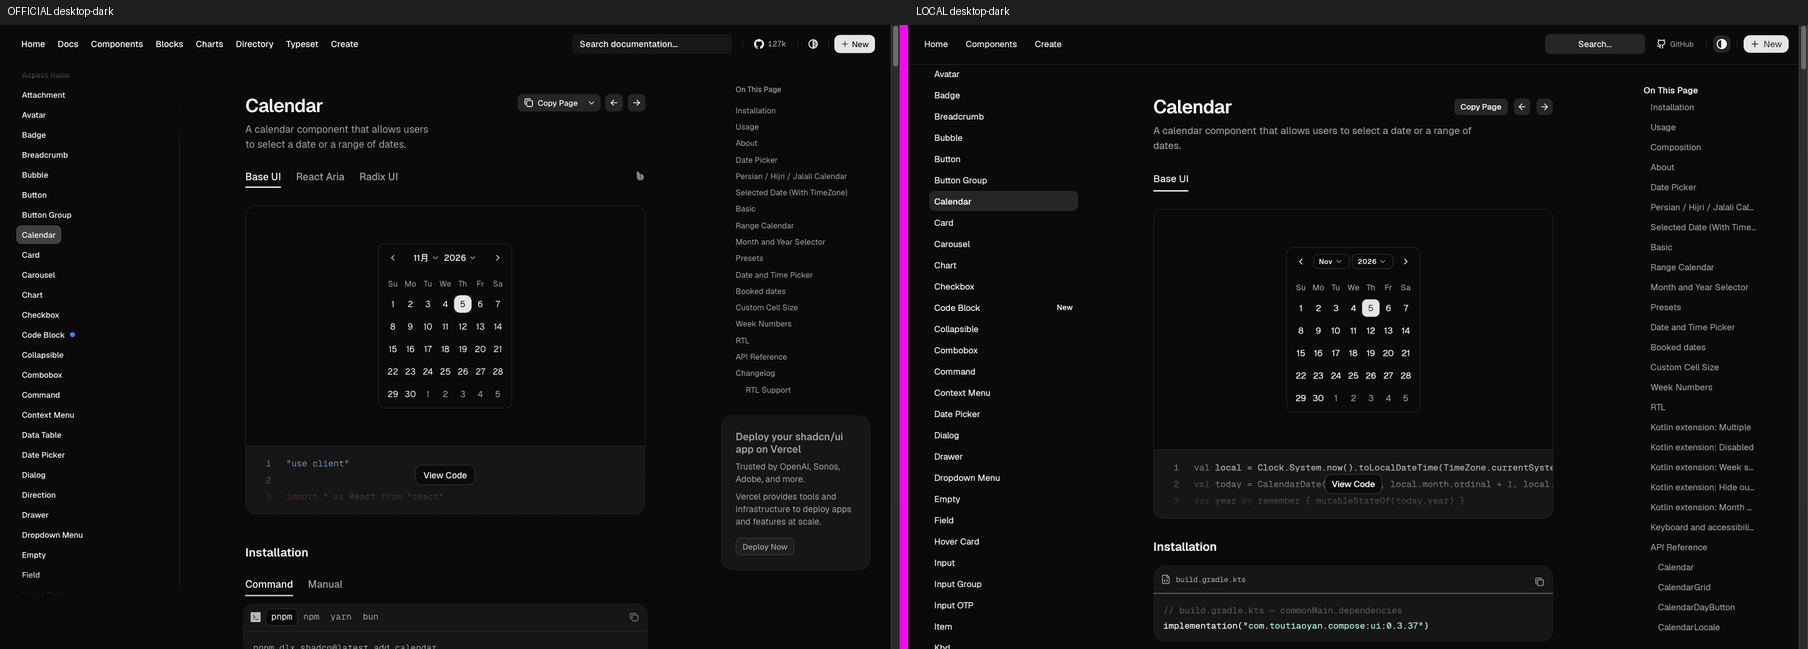 OFFICIAL desktop-dark
Home Docs Components Blocks Charts Directory Typeset Create
Search documentation...
127k
+ New
Aspect Ratio
Attachment
Avatar
Badge
Breadcrumb
Bubble
Button
Button Group
Calendar
Card
Carousel
Chart
Checkbox
Code Block
Collapsible
Combobox
Command
Context Menu
Data Table
Date Picker
Dialog
Direction
Drawer
Dropdown Menu
Empty
Field
Calendar
Copy Page
A calendar component that allows users
to select a date or a range of dates.
Base UI React Aria Radix UI
11月 2026
Su Mo Tu We Th Fr Sa
1 2 3 4 5 6 7
8 9 10 11 12 13 14
15 16 17 18 19 20 21
22 23 24 25 26 27 28
29 30 1 2 3 4 5
1 "use client"
2
View Code
3 import * as React from "react"
Installation
Command Manual
pnpm npm yarn bun
pnpm dlx shadcn@latest add calendar
On This Page
Installation
Usage
About
Date Picker
Persian / Hijri / Jalali Calendar
Selected Date (With TimeZone)
Basic
Range Calendar
Month and Year Selector
Presets
Date and Time Picker
Booked dates
Custom Cell Size
Week Numbers
RTL
API Reference
Changelog
RTL Support
Deploy your shadcn/ui
app on Vercel
Trusted by OpenAI, Sonos,
Adobe, and more.
Vercel provides tools and
infrastructure to deploy apps
and features at scale.
Deploy Now
LOCAL desktop-dark
Home Components Create
Search...
GitHub
+ New
Avatar
Badge
Breadcrumb
Bubble
Button
Button Group
Calendar
Card
Carousel
Chart
Checkbox
Code Block New
Collapsible
Combobox
Command
Context Menu
Date Picker
Dialog
Drawer
Dropdown Menu
Empty
Field
Hover Card
Input
Input Group
Input OTP
Item
Kbd
Calendar
Copy Page
A calendar component that allows users to select a date or a range of
dates.
Base UI
Nov 2026
Su Mo Tu We Th Fr Sa
1 2 3 4 5 6 7
8 9 10 11 12 13 14
15 16 17 18 19 20 21
22 23 24 25 26 27 28
29 30 1 2 3 4 5
1 val local = Clock.System.now().toLocalDateTime(TimeZone.currentSyste
2 val today = CalendarDate( , local.month.ordinal + 1, local.
View Code
3 var year by remember { mutableStateOf(today.year) }
Installation
build.gradle.kts
// build.gradle.kts — commonMain.dependencies
implementation("com.toutiaoyan.compose:ui:0.3.37")
On This Page
Installation
Usage
Composition
About
Date Picker
Persian / Hijri / Jalali Cal...
Selected Date (With Time...
Basic
Range Calendar
Month and Year Selector
Presets
Date and Time Picker
Booked dates
Custom Cell Size
Week Numbers
RTL
Kotlin extension: Multiple
Kotlin extension: Disabled
Kotlin extension: Week s...
Kotlin extension: Hide ou...
Kotlin extension: Month ...
Keyboard and accessibili...
API Reference
Calendar
CalendarGrid
CalendarDayButton
CalendarLocale